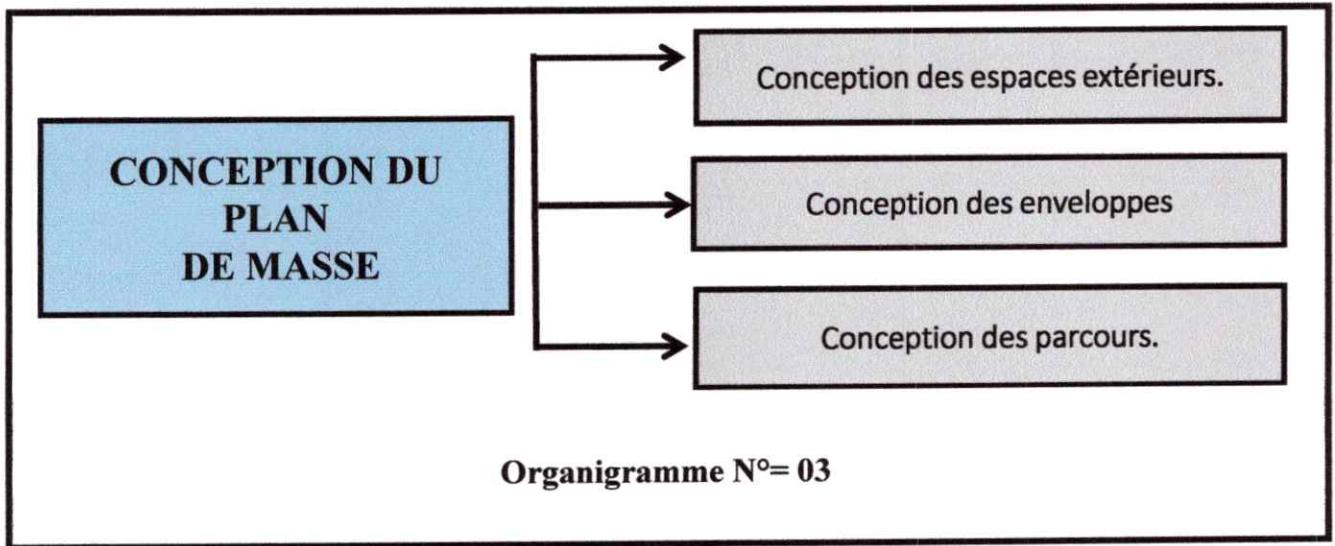 CONCEPTION DU
PLAN
DE MASSE
Conception des espaces extérieurs.
Conception des enveloppes
Conception des parcours.
Organigramme N°= 03